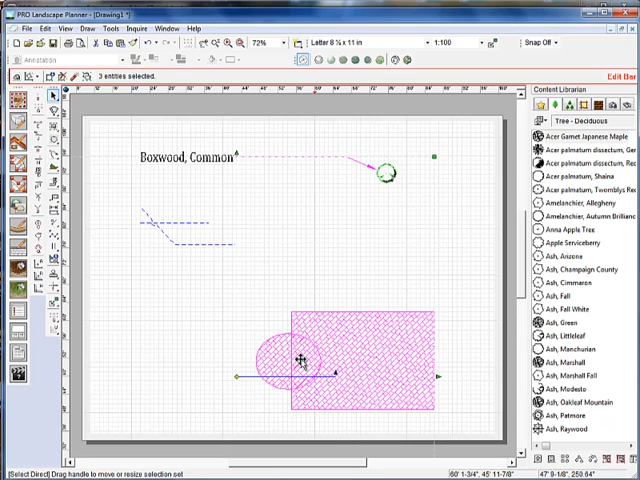 PRO Landscape Planner - [Drawing1 *]
File Edit View Draw Tools Inquire Window Help
72% Letter 8½ x 11 in 1:100 Snap Off
Annotation
3 entities selected. Edit Bar
Content Librarian
Tree - Deciduous
Acer Garnet Japanese Maple
Acer palmatum dissectum, Gar
Acer palmatum dissectum, Rec
Acer palmatum, Shaina
Acer palmatum, Twomblys Rec
Amelanchier, Allegheny
Amelanchier, Autumn Brillianc
Anna Apple Tree
Apple Serviceberry
Ash, Arizona
Ash, Champaign County
Ash, Cimmaron
Ash, Fall
Ash, Fall White
Ash, Green
Ash, Littleleaf
Ash, Manchurian
Ash, Marshall
Ash, Marshall Fall
Ash, Modesto
Ash, Oakleaf Mountain
Ash, Patmore
Ash, Raywood
Boxwood, Common
[Select Direct] Drag handle to move or resize selection set
60' 1-3/4", 45' 11-7/8" 47' 9-1/8", 250.64°